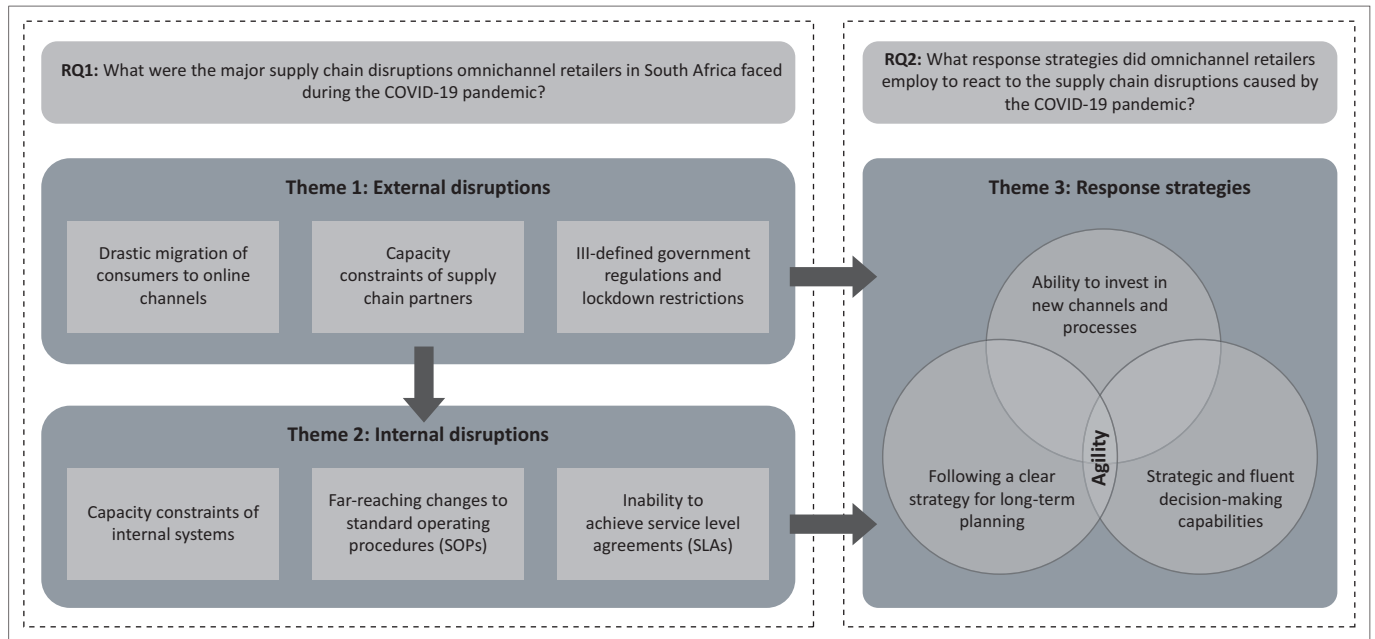 RQ1: What were the major supply chain disruptions omnichannel retailers in South Africa faced
during the COVID-19 pandemic?
RQ2: What response strategies did omnichannel retailers
employ to react to the supply chain disruptions caused by
the COVID-19 pandemic?
Theme 1: External disruptions
Drastic migration of
consumers to online
channels
Capacity
constraints of supply
chain partners
III-defined government
regulations and
lockdown restrictions
Theme 2: Internal disruptions
Capacity constraints of
internal systems
Far-reaching changes to
standard operating
procedures (SOPs)
Inability to
achieve service level
agreements (SLAs)
Theme 3: Response strategies
Ability to invest in
new channels and
processes
Following a clear
strategy for long-term
planning
Agility
Strategic and fluent
decision-making
capabilities